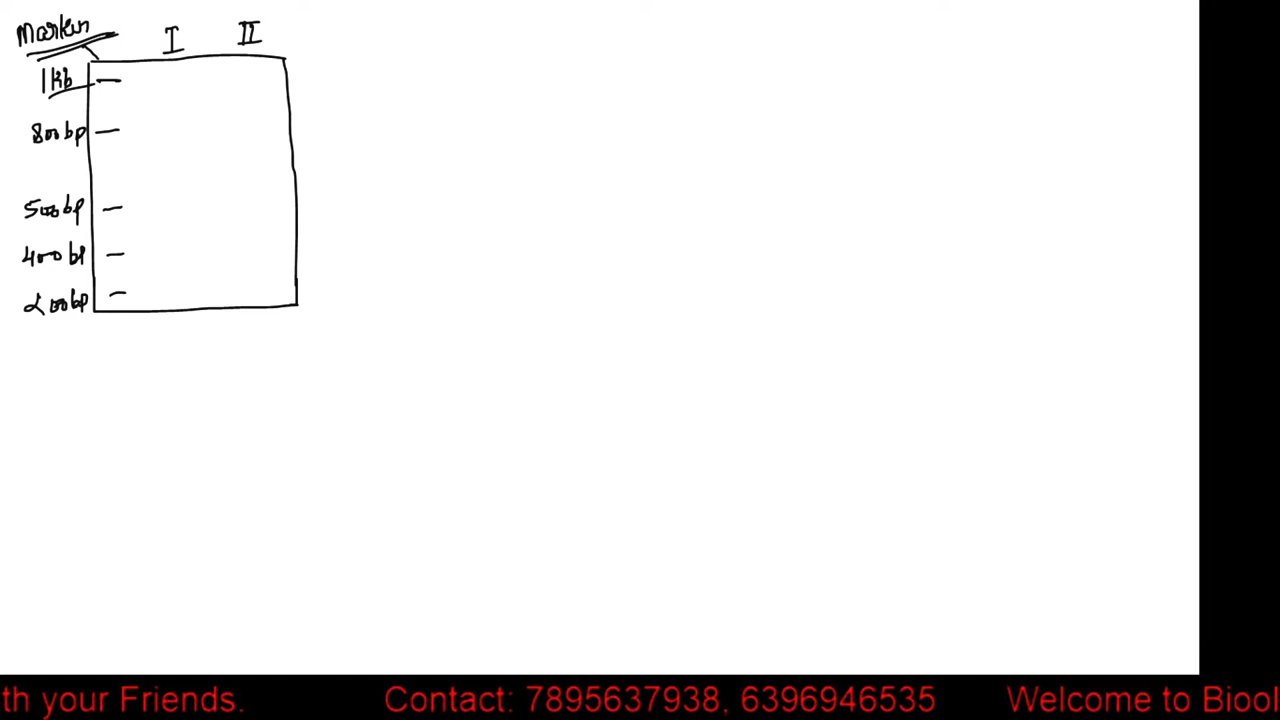 Marker I II
1kb
800bp
500bp
400bp
200bp
th your Friends. Contact: 7895637938, 6396946535 Welcome to Biool